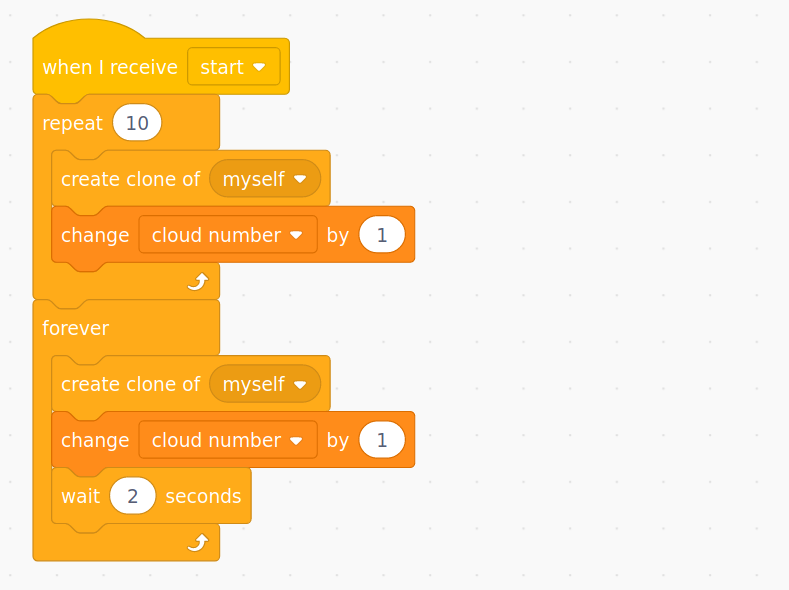 when I receive start
repeat 10
create clone of myself
change cloud number by 1
forever
create clone of myself
change cloud number by 1
wait 2 seconds